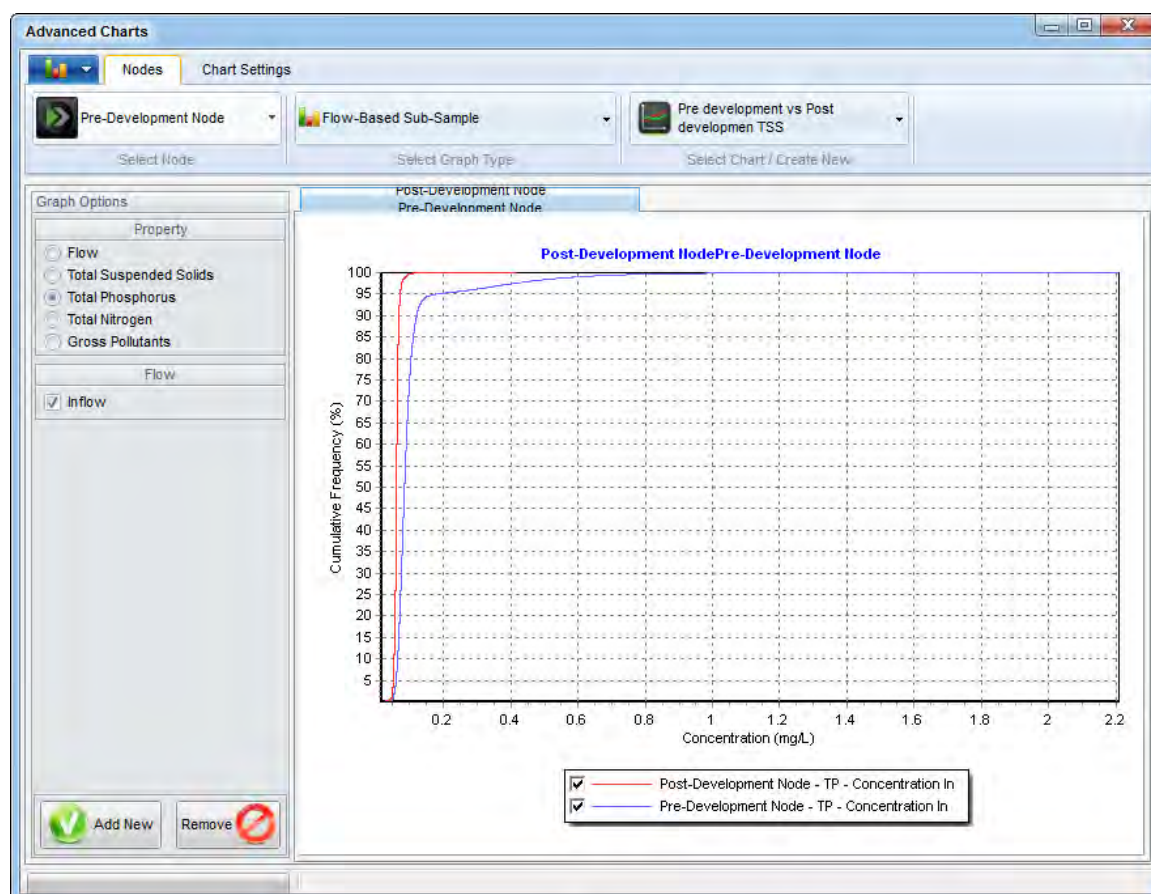 Advanced Charts
Nodes
Chart Settings
Pre-Development Node
Flow-Based Sub-Sample
Pre development vs Post
developmen TSS
Select Node
Select Graph Type
Select Chart / Create New
Graph Options
Property
Flow
Total Suspended Solids
Total Phosphorus
Total Nitrogen
Gross Pollutants
Flow
Inflow
Add New
Remove
Post-Development Node
Pre-Development Node
Post-Development NodePre-Development Node
Cumulative Frequency (%)
100
95
90
85
80
75
70
65
60
55
50
45
40
35
30
25
20
15
10
5
0.2 0.4 0.6 0.8 1 1.2 1.4 1.6 1.8 2 2.2
Concentration (mg/L)
Post-Development Node - TP - Concentration In
Pre-Development Node - TP - Concentration In